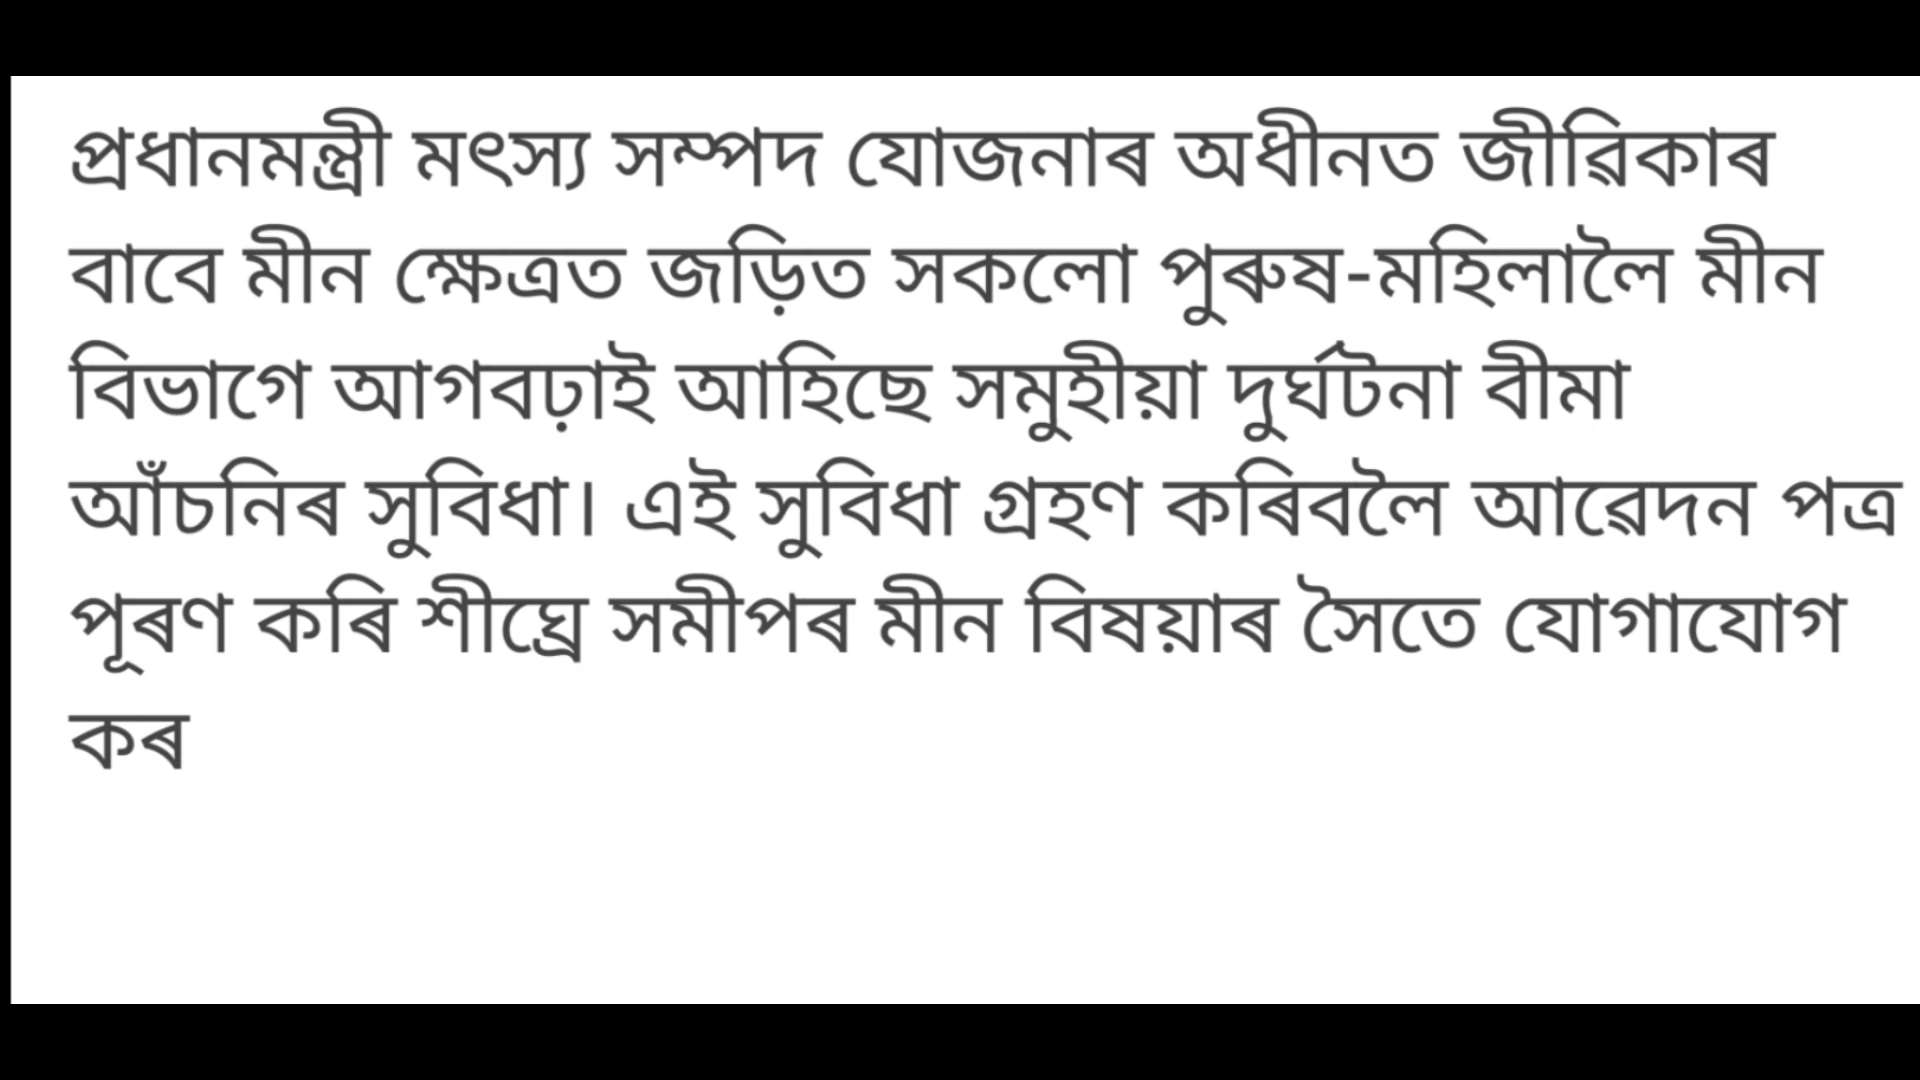 প্ৰধানমন্ত্ৰী মৎস্য সম্পদ যোজনাৰ অধীনত জীৱিকাৰ
বাবে মীন ক্ষেত্ৰত জড়িত সকলো পুৰুষ-মহিলালৈ মীন
বিভাগে আগবঢ়াই আহিছে সমুহীয়া দুৰ্ঘটনা বীমা
আঁচনিৰ সুবিধা। এই সুবিধা গ্ৰহণ কৰিবলৈ আৱেদন পত্ৰ
পূৰণ কৰি শীঘ্ৰে সমীপৰ মীন বিষয়াৰ সৈতে যোগাযোগ
কৰ